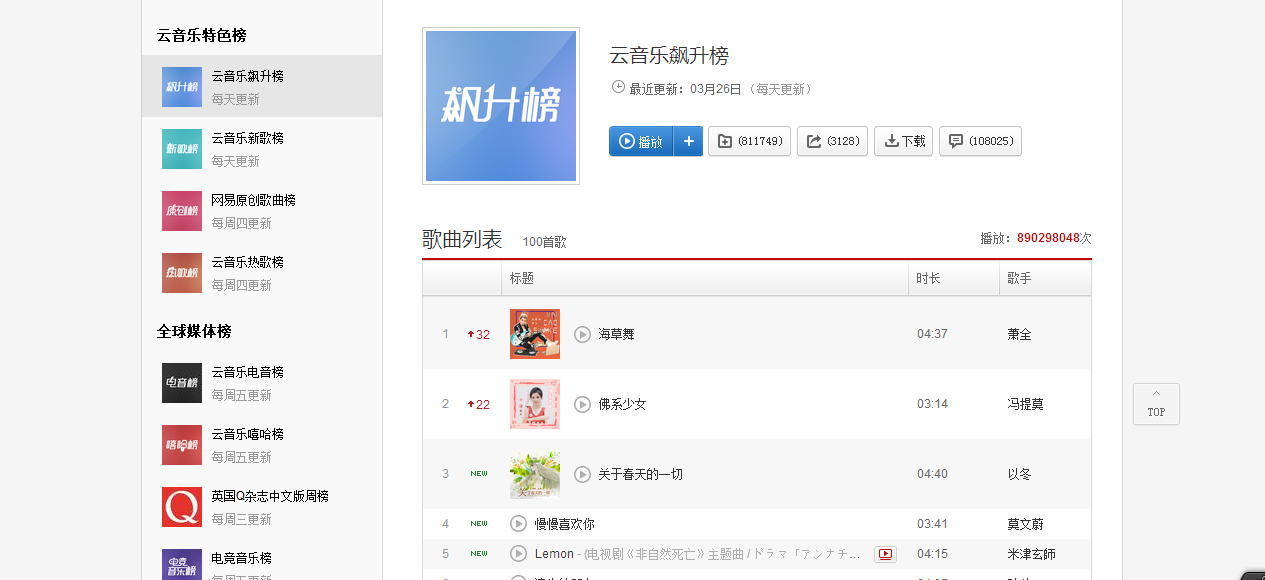 云音乐特色榜
飙升榜
云音乐飙升榜
每天更新
新歌榜
云音乐新歌榜
每天更新
原创榜
网易原创歌曲榜
每周四更新
热歌榜
云音乐热歌榜
每周四更新
全球媒体榜
电音榜
云音乐电音榜
每周五更新
嘻哈榜
云音乐嘻哈榜
每周五更新
Q
英国Q杂志中文版周榜
每周三更新
电竞音乐榜
电竞音乐榜
每周五更新
飙升榜
云音乐飙升榜
最近更新：03月26日（每天更新）
播放 + (811749) (3128) 下载 (108025)
歌曲列表 100首歌 播放：890298048次
标题 时长 歌手
1 32 海草舞 04:37 萧全
2 22 佛系少女 03:14 冯提莫
3 NEW 关于春天的一切 04:40 以冬
4 NEW 慢慢喜欢你 03:41 莫文蔚
5 NEW Lemon - (电视剧《非自然死亡》主题曲 / ドラマ「アンナチ... 04:15 米津玄師
TOP